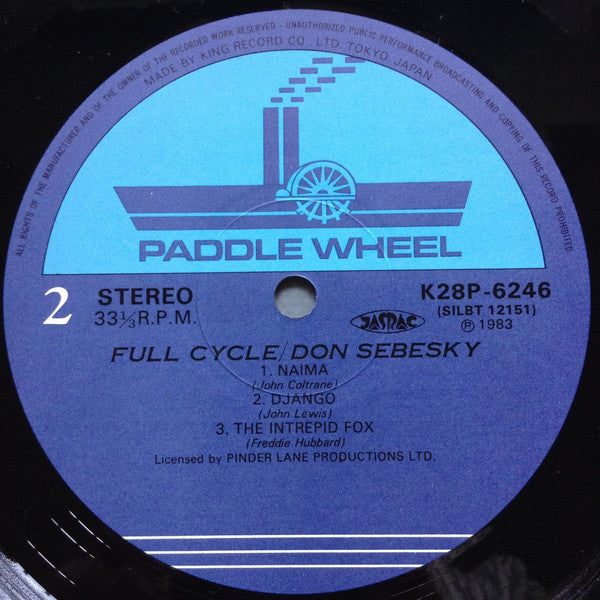 ALL RIGHTS OF THE MANUFACTURER AND OF THE OWNER OF THE RECORDED WORK RESERVED - UNAUTHORIZED PUBLIC PERFORMANCE BROADCASTING AND COPYING OF THIS RECORD PROHIBITED
MADE BY KING RECORD CO., LTD. TOKYO, JAPAN
PADDLE WHEEL
2 STEREO
33⅓R.P.M.
K28P-6246
(SILBT 12151)
JASRAC
Ⓟ 1983
FULL CYCLE/DON SEBESKY
1. NAIMA
(John Coltrane)
2. DJANGO
(John Lewis)
3. THE INTREPID FOX
(Freddie Hubbard)
Licensed by PINDER LANE PRODUCTIONS LTD.